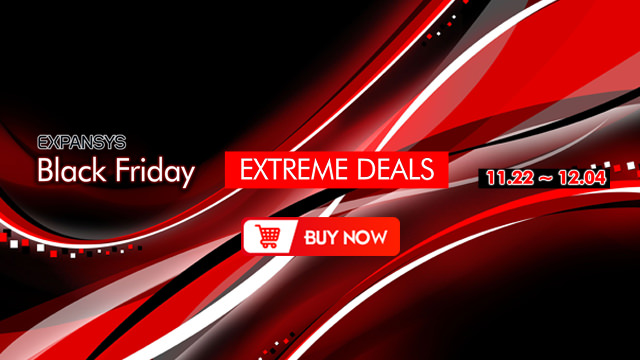 EXPANSYS
Black Friday
EXTREME DEALS
11.22 ~ 12.04
BUY NOW